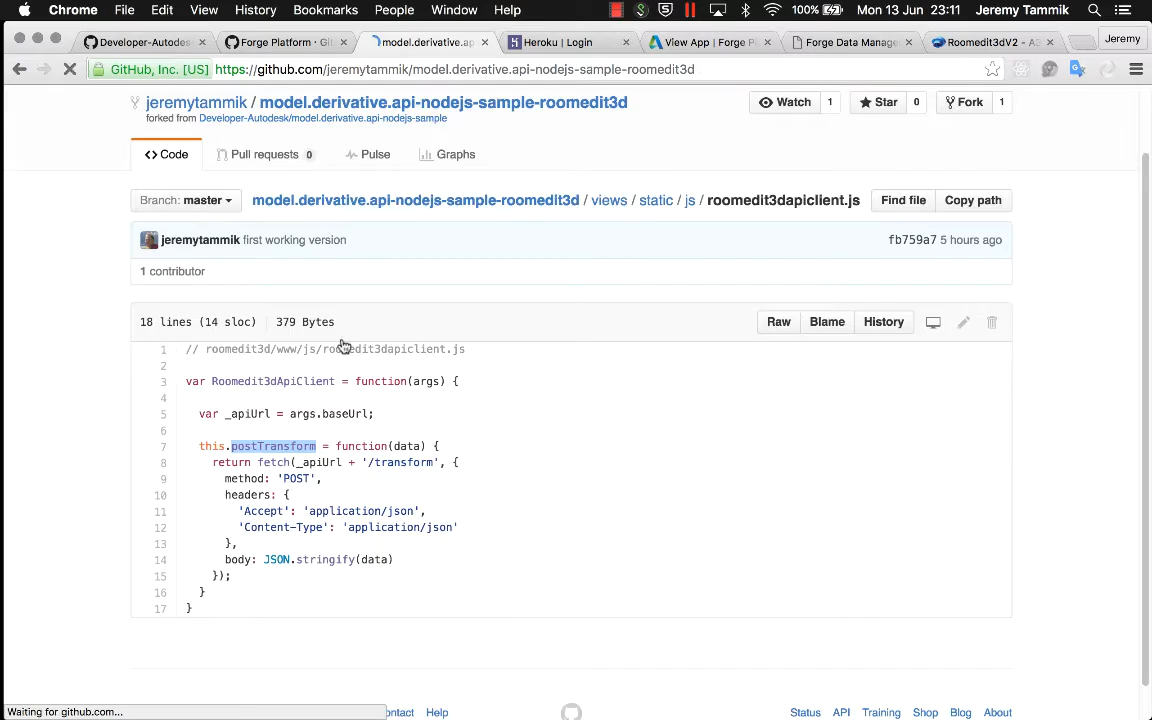 Chrome File Edit View History Bookmarks People Window Help 100% Mon 13 Jun 23:11 Jeremy Tammik
Developer-Autodes Forge Platform · Git model.derivative.ap Heroku | Login View App | Forge P Forge Data Manage Roomedit3dV2 - A3 Jeremy
GitHub, Inc. [US] https://github.com/jeremytammik/model.derivative.api-nodejs-sample-roomedit3d
jeremytammik / model.derivative.api-nodejs-sample-roomedit3d Watch 1 Star 0 Fork 1
forked from Developer-Autodesk/model.derivative.api-nodejs-sample
<> Code Pull requests 0 Pulse Graphs
Branch: master model.derivative.api-nodejs-sample-roomedit3d / views / static / js / roomedit3dapiclient.js Find file Copy path
jeremytammik first working version fb759a7 5 hours ago
1 contributor
18 lines (14 sloc) 379 Bytes Raw Blame History
1 // roomedit3d/www/js/roomedit3dapiclient.js
2
3 var Roomedit3dApiClient = function(args) {
4
5 var _apiUrl = args.baseUrl;
6
7 this.postTransform = function(data) {
8 return fetch(_apiUrl + '/transform', {
9 method: 'POST',
10 headers: {
11 'Accept': 'application/json',
12 'Content-Type': 'application/json'
13 },
14 body: JSON.stringify(data)
15 });
16 }
17 }
Waiting for github.com... ontact Help Status API Training Shop Blog About